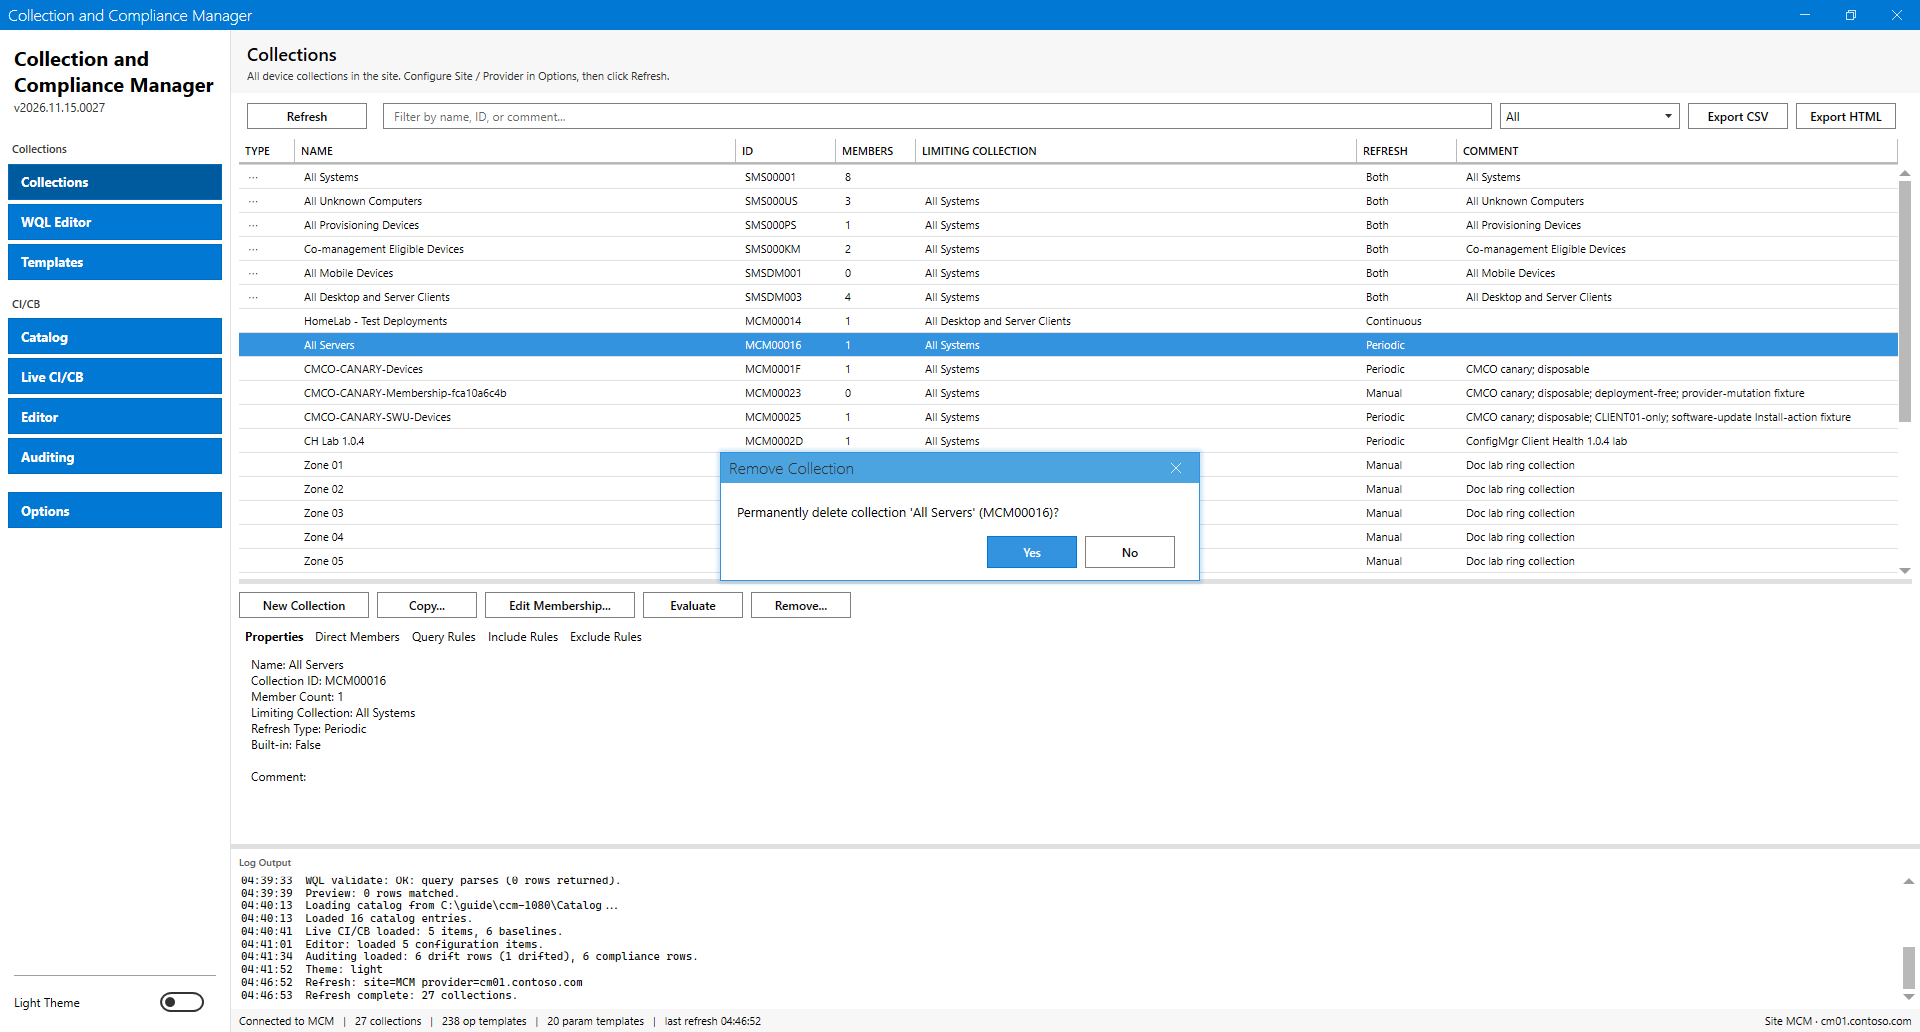 Collection and Compliance Manager
Collection and
Compliance Manager
v2026.11.15.0027
Collections
Collections
WQL Editor
Templates
CI/CB
Catalog
Live CI/CB
Editor
Auditing
Options
Light Theme
Collections
All device collections in the site. Configure Site / Provider in Options, then click Refresh.
Refresh
Filter by name, ID, or comment...
All
Export CSV
Export HTML
TYPE NAME ID MEMBERS LIMITING COLLECTION REFRESH COMMENT
... All Systems SMS00001 8 Both All Systems
... All Unknown Computers SMS000US 3 All Systems Both All Unknown Computers
... All Provisioning Devices SMS000PS 1 All Systems Both All Provisioning Devices
... Co-management Eligible Devices SMS000KM 2 All Systems Both Co-management Eligible Devices
... All Mobile Devices SMSDM001 0 All Systems Both All Mobile Devices
... All Desktop and Server Clients SMSDM003 4 All Systems Both All Desktop and Server Clients
HomeLab - Test Deployments MCM00014 1 All Desktop and Server Clients Continuous
All Servers MCM00016 1 All Systems Periodic
CMCO-CANARY-Devices MCM0001F 1 All Systems Periodic CMCO canary; disposable
CMCO-CANARY-Membership-fca10a6c4b MCM00023 0 All Systems Manual CMCO canary; disposable; deployment-free; provider-mutation fixture
CMCO-CANARY-SWU-Devices MCM00025 1 All Systems Periodic CMCO canary; disposable; CLIENT01-only; software-update Install-action fixture
CH Lab 1.0.4 MCM0002D 1 All Systems Periodic ConfigMgr Client Health 1.0.4 lab
Zone 01 Manual Doc lab ring collection
Zone 02 Manual Doc lab ring collection
Zone 03 Manual Doc lab ring collection
Zone 04 Manual Doc lab ring collection
Zone 05 Manual Doc lab ring collection
Remove Collection
Permanently delete collection 'All Servers' (MCM00016)?
Yes
No
New Collection
Copy...
Edit Membership...
Evaluate
Remove...
Properties Direct Members Query Rules Include Rules Exclude Rules
Name: All Servers
Collection ID: MCM00016
Member Count: 1
Limiting Collection: All Systems
Refresh Type: Periodic
Built-in: False
Comment:
Log Output
04:39:33 WQL validate: OK: query parses (0 rows returned).
04:39:39 Preview: 0 rows matched.
04:40:13 Loading catalog from C:\guide\ccm-1080\Catalog...
04:40:13 Loaded 16 catalog entries.
04:40:41 Live CI/CB loaded: 5 items, 6 baselines.
04:41:01 Editor: loaded 5 configuration items.
04:41:34 Auditing loaded: 6 drift rows (1 drifted), 6 compliance rows.
04:41:52 Theme: light
04:46:52 Refresh: site=MCM provider=cm01.contoso.com
04:46:53 Refresh complete: 27 collections.
Connected to MCM | 27 collections | 238 op templates | 20 param templates | last refresh 04:46:52
Site MCM · cm01.contoso.com